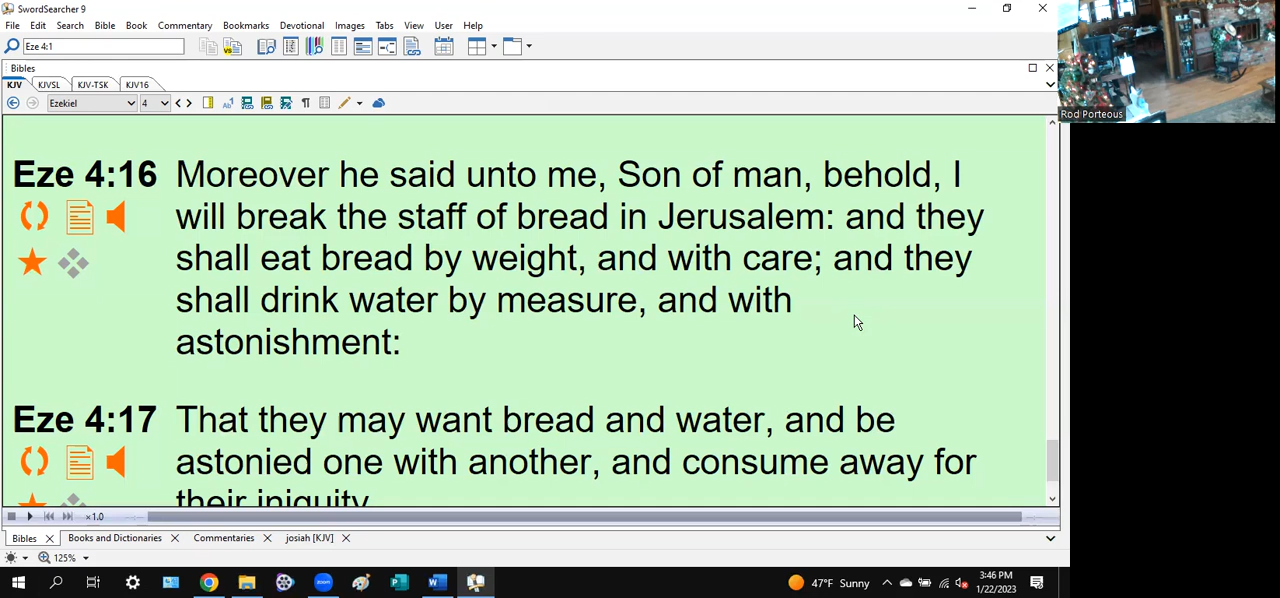 SwordSearcher 9
File Edit Search Bible Book Commentary Bookmarks Devotional Images Tabs View User Help
Eze 4:1
Bibles
KJV KJVSL KJV-TSK KJV16
Ezekiel 4
Eze 4:16 Moreover he said unto me, Son of man, behold, I
will break the staff of bread in Jerusalem: and they
shall eat bread by weight, and with care; and they
shall drink water by measure, and with
astonishment:
Eze 4:17 That they may want bread and water, and be
astonied one with another, and consume away for
their iniquity
x1.0
Bibles Books and Dictionaries Commentaries josiah [KJV]
125%
47°F Sunny 3:46 PM
1/22/2023
Rod Porteous